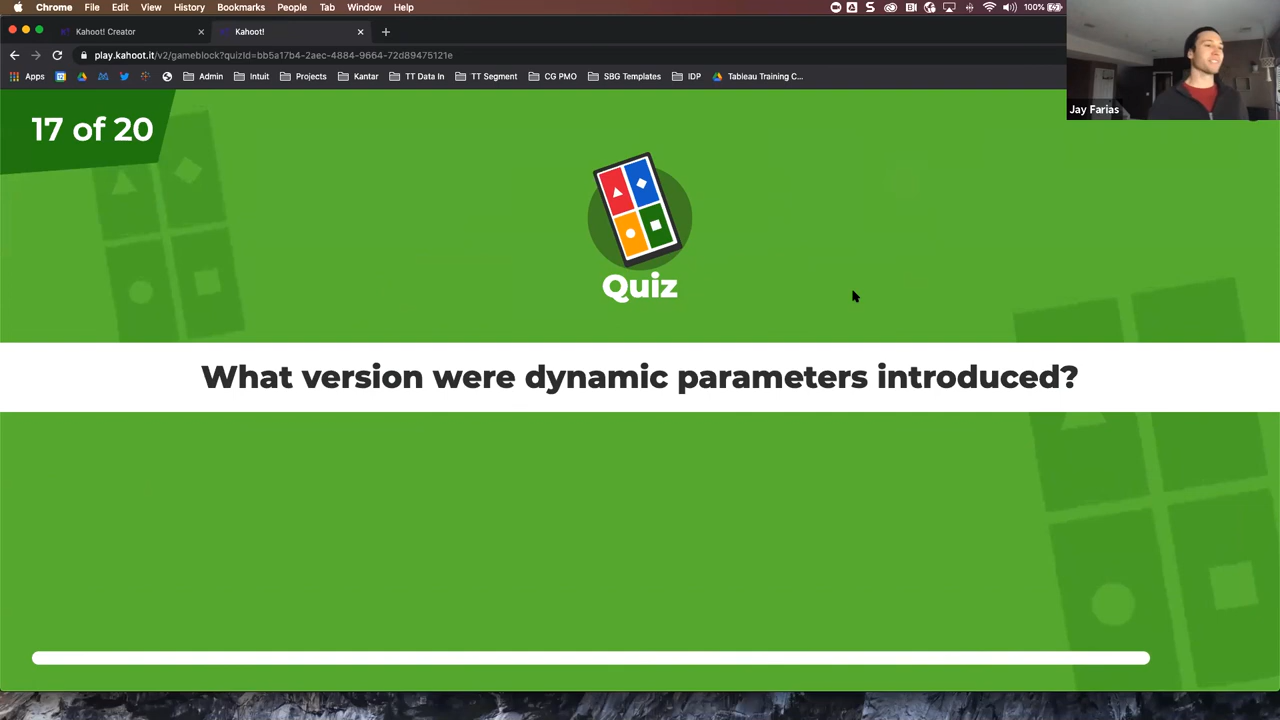 Chrome File Edit View History Bookmarks People Tab Window Help 100%
Kahoot! Creator Kahoot!
play.kahoot.it/v2/gameblock?quizId=bb5a17b4-2aec-4884-9664-72d89475121e
Apps Admin Intuit Projects Kantar TT Data In TT Segment CG PMO SBG Templates IDP Tableau Training C...
Jay Farias
17 of 20
Quiz
What version were dynamic parameters introduced?